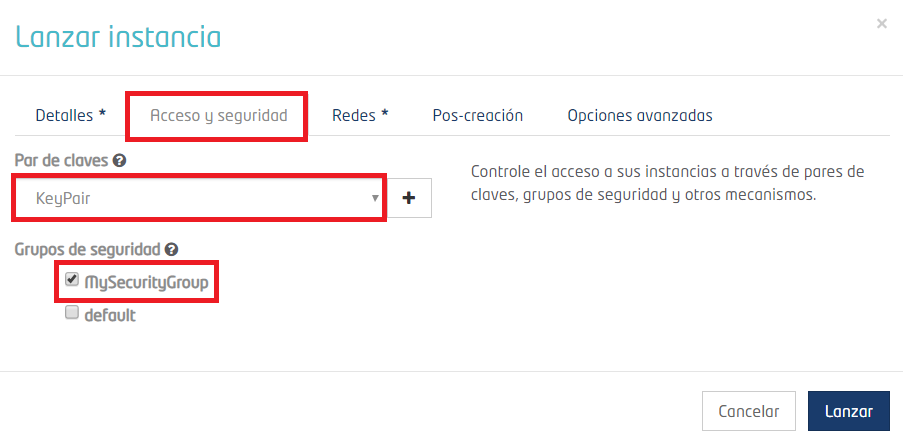 Lanzar instancia
×
Detalles *
Acceso y seguridad
Redes *
Pos-creación
Opciones avanzadas
Par de claves ?
KeyPair
+
Controle el acceso a sus instancias a través de pares de
claves, grupos de seguridad y otros mecanismos.
Grupos de seguridad ?
MySecurityGroup
default
Cancelar
Lanzar